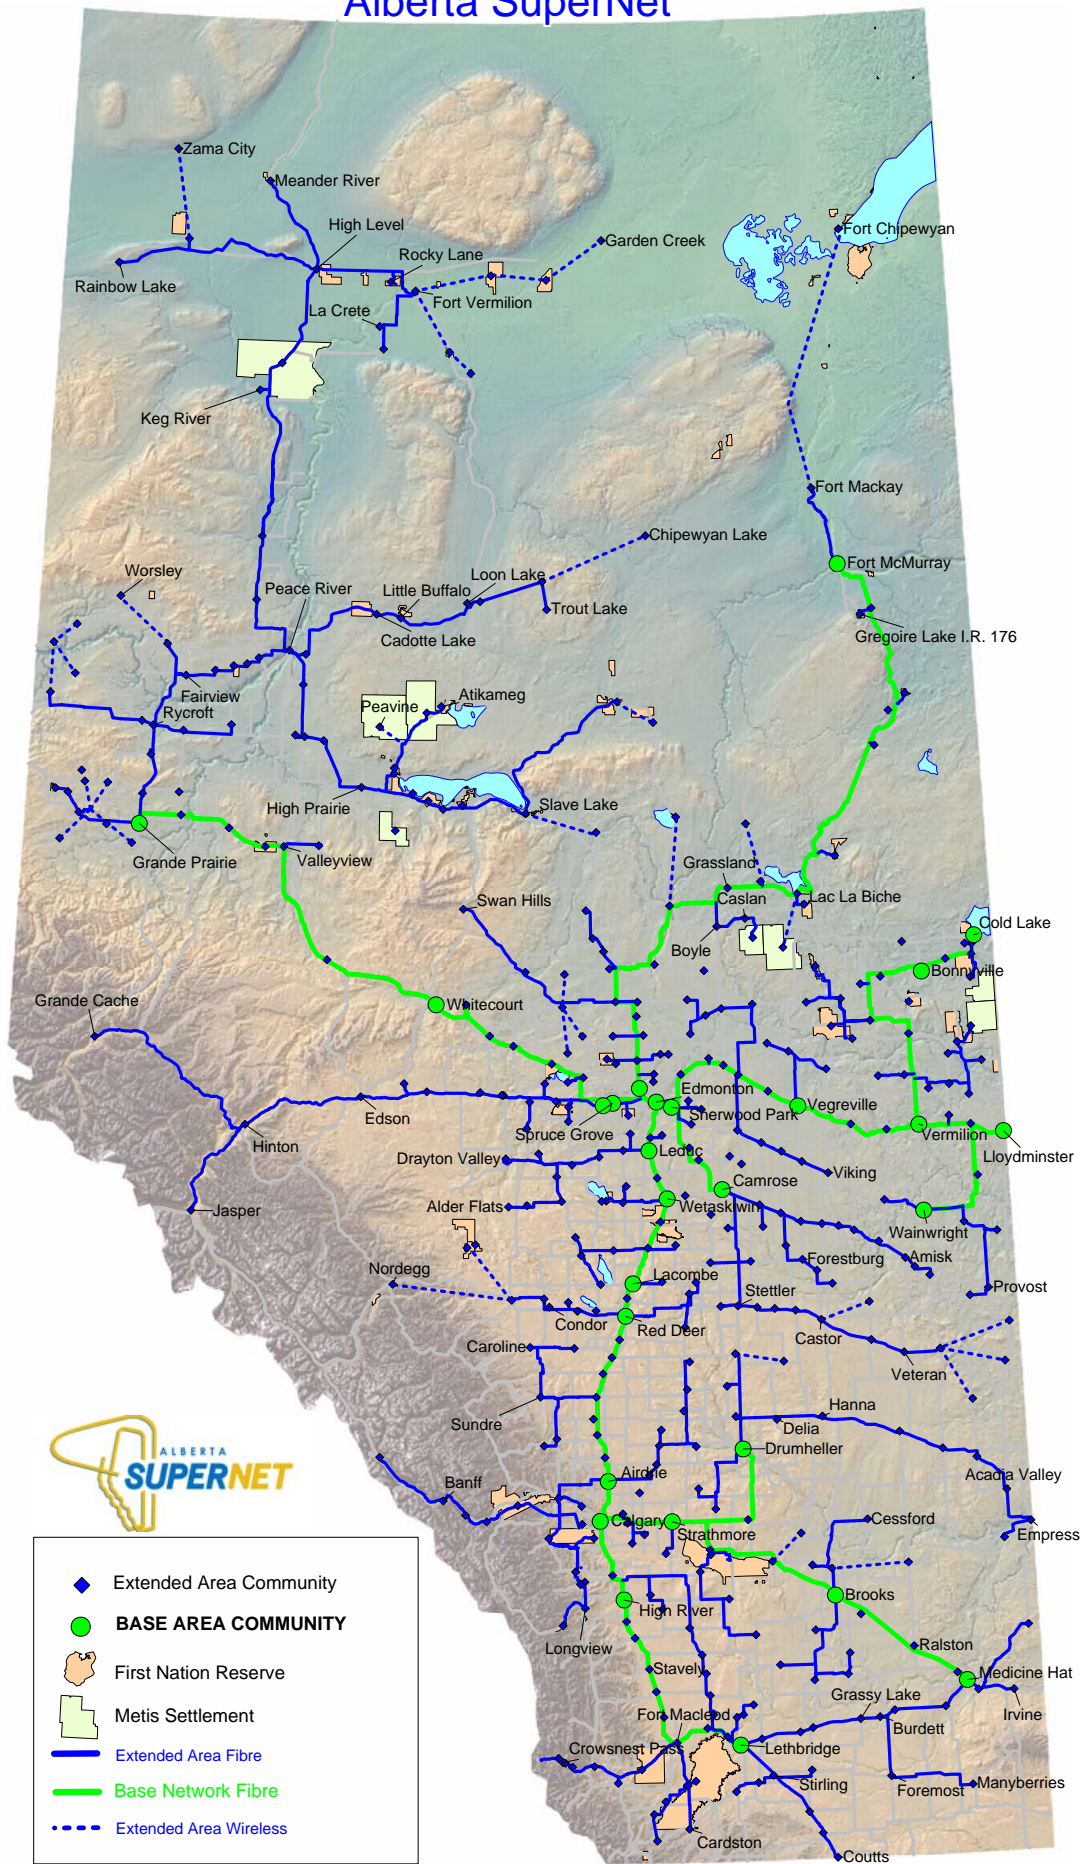 Alberta SuperNet
Zama City
Meander River
High Level
Fort Chipewyan
Garden Creek
Rocky Lane
Rainbow Lake
Fort Vermilion
La Crete
Keg River
Fort Mackay
Chipewyan Lake
Fort McMurray
Worsley
Peace River
Little Buffalo
Loon Lake
Trout Lake
Cadotte Lake
Gregoire Lake I.R. 176
Fairview
Atikameg
Peavine
Rycroft
High Prairie
Slave Lake
Grande Prairie
Valleyview
Grassland
Swan Hills
Caslan
Lac La Biche
Cold Lake
Boyle
Bonnyville
Grande Cache
Whitecourt
Edmonton
Edson
Sherwood Park
Vegreville
Spruce Grove
Vermilion
Hinton
Leduc
Lloydminster
Drayton Valley
Viking
Camrose
Jasper
Alder Flats
Wetaskiwin
Wainwright
Forestburg
Amisk
Nordegg
Lacombe
Stettler
Provost
Condor
Red Deer
Castor
Caroline
Veteran
Sundre
Hanna
Delia
Drumheller
ALBERTA
SUPERNET
Airdrie
Acadia Valley
Banff
Calgary
Strathmore
Cessford
Empress
Extended Area Community
Brooks
BASE AREA COMMUNITY
High River
Longview
Ralston
First Nation Reserve
Stavely
Medicine Hat
Metis Settlement
Grassy Lake
Irvine
Fort Macleod
Burdett
Extended Area Fibre
Crowsnest Pass
Lethbridge
Stirling
Foremost
Manyberries
Base Network Fibre
Extended Area Wireless
Cardston
Coutts